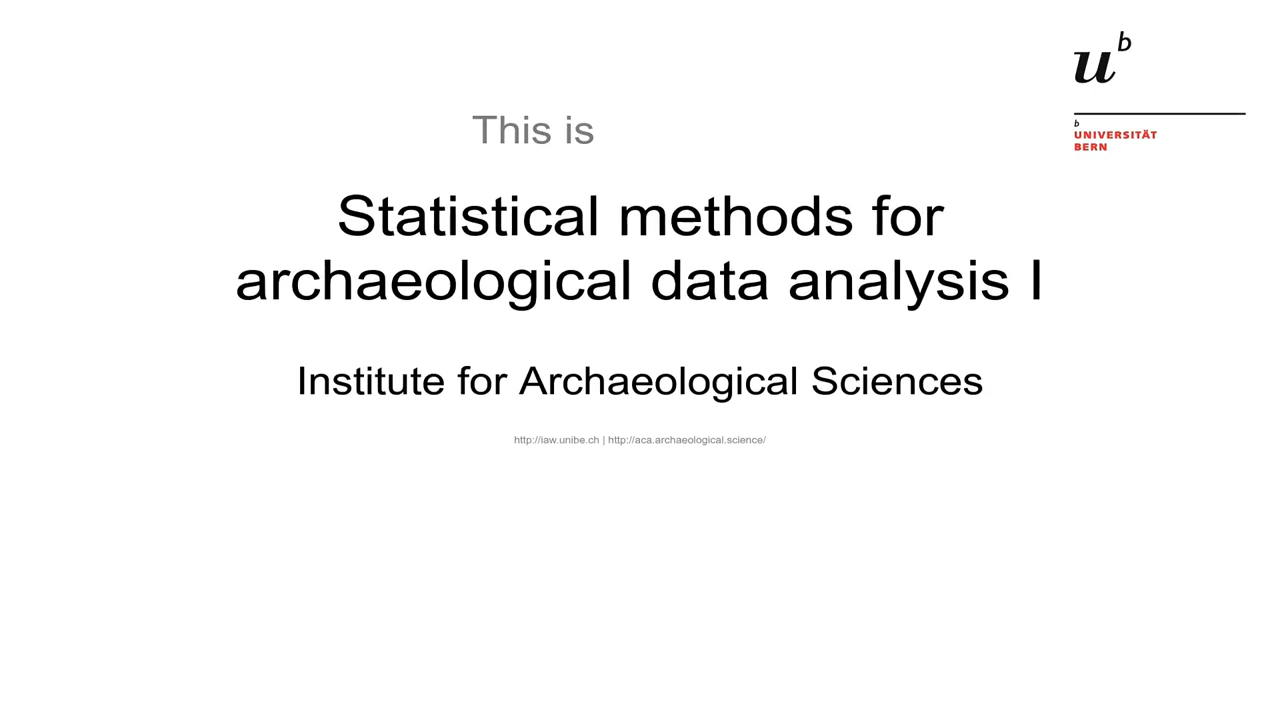 u b
This is
b
UNIVERSITÄT
BERN
Statistical methods for
archaeological data analysis I
Institute for Archaeological Sciences
http://iaw.unibe.ch | http://aca.archaeological.science/